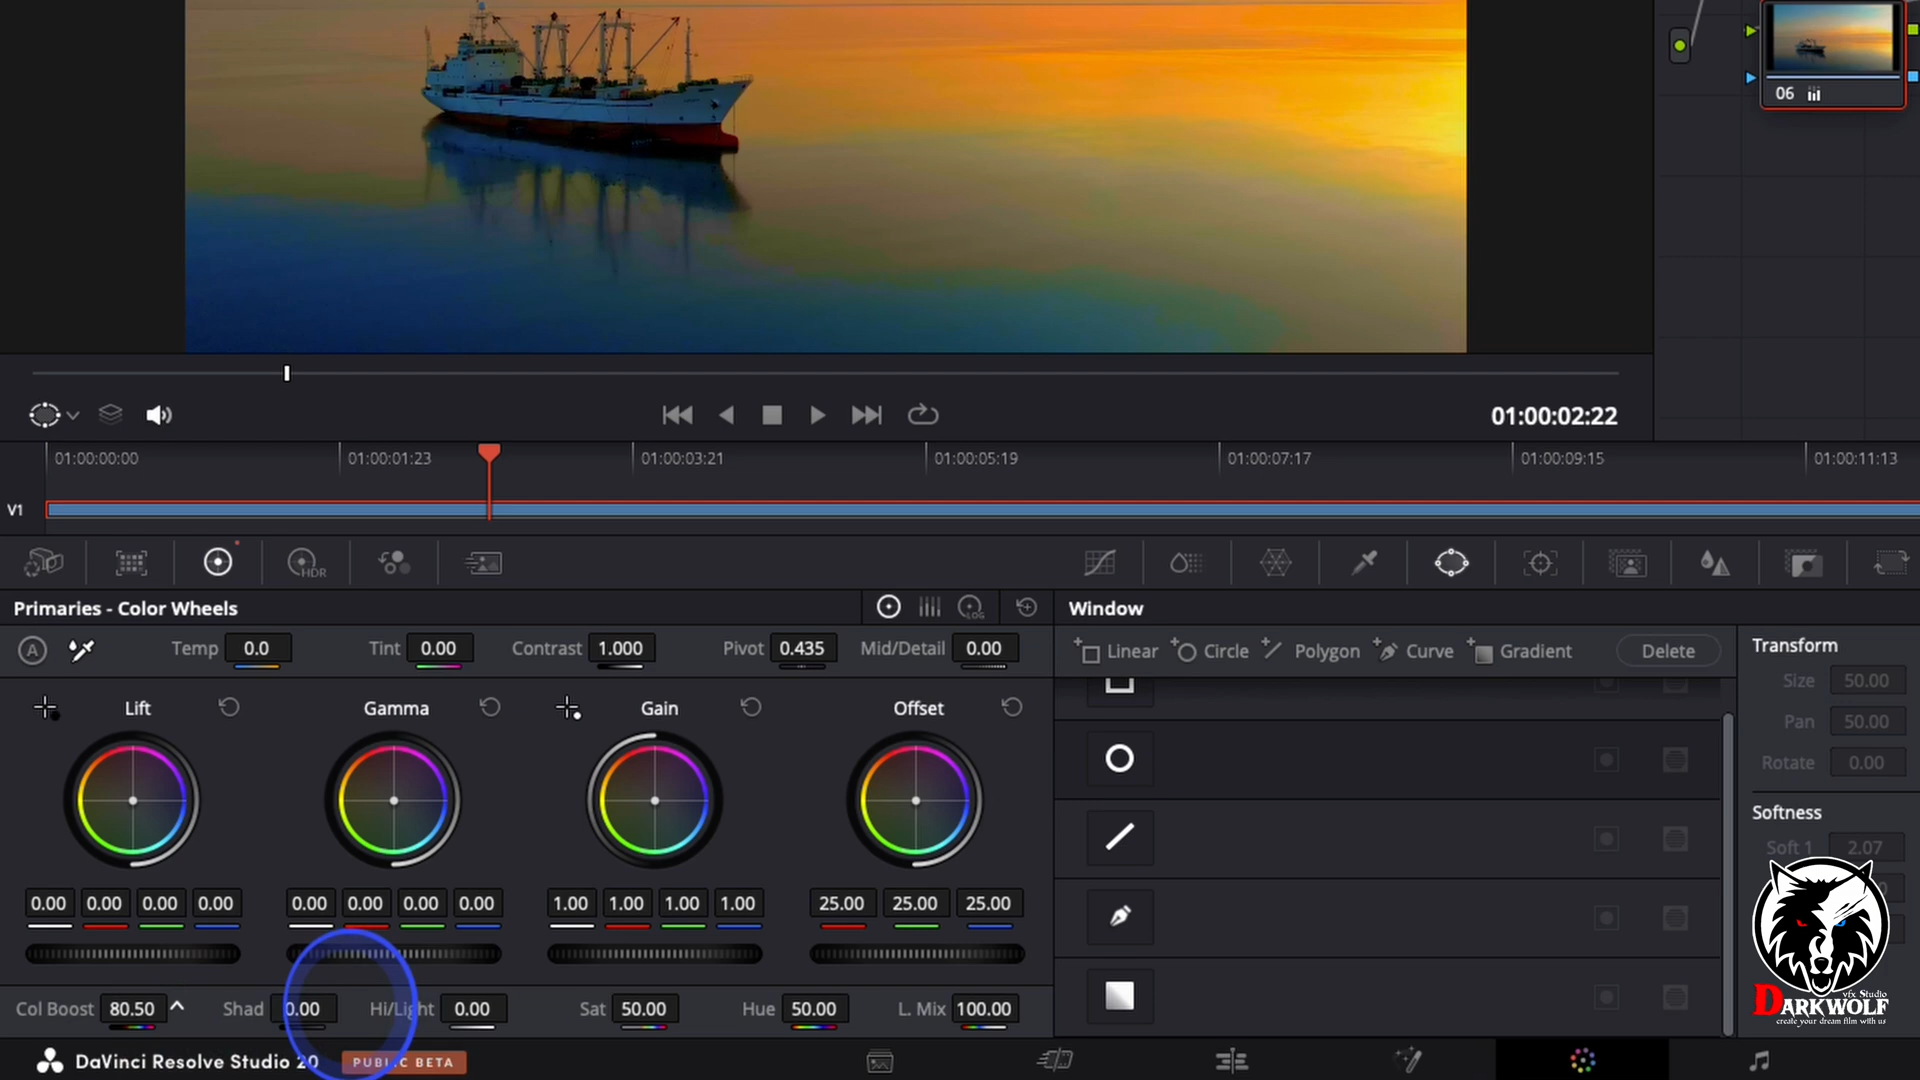 06
01:00:02:22
01:00:00:00 01:00:01:23 01:00:03:21 01:00:05:19 01:00:07:17 01:00:09:15 01:00:11:13
V1
HDR
Primaries - Color Wheels
LOG
Window
A Temp 0.0 Tint 0.00 Contrast 1.000 Pivot 0.435 Mid/Detail 0.00
Linear Circle Polygon Curve Gradient Delete
Transform
Size 50.00
Pan 50.00
Rotate 0.00
Softness
Soft 1 2.07
Lift Gamma Gain Offset
0.00 0.00 0.00 0.00 0.00 0.00 0.00 0.00 1.00 1.00 1.00 1.00 25.00 25.00 25.00
Col Boost 80.50 Shad 0.00 Hi/Light 0.00 Sat 50.00 Hue 50.00 L. Mix 100.00
vfx Studio
DARKWOLF
create your dream film with us
DaVinci Resolve Studio 20 PUBLIC BETA